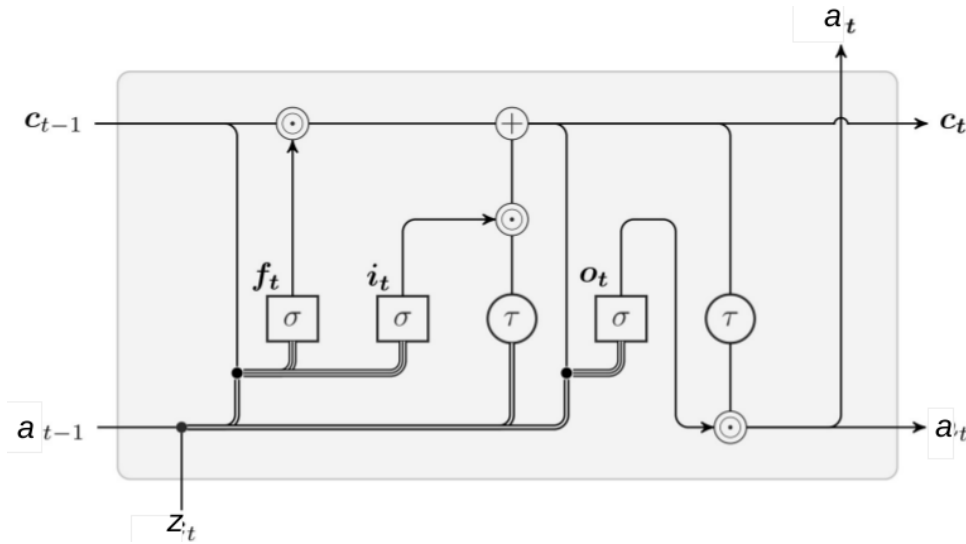 a_t
c_{t-1}
c_t
f_t
i_t
o_t
σ
σ
τ
σ
τ
a_{t-1}
a_t
z_t